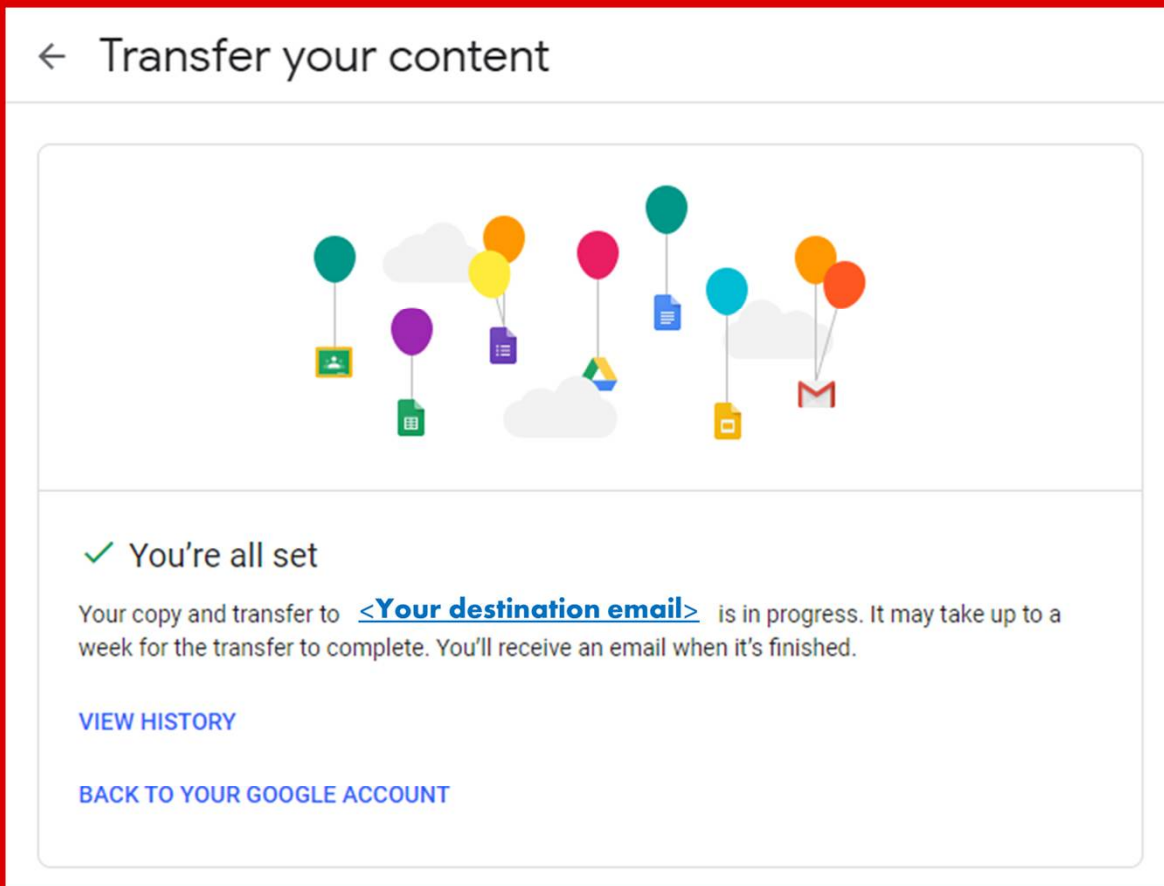 Transfer your content
You're all set
Your copy and transfer to <Your destination email> is in progress. It may take up to a
week for the transfer to complete. You'll receive an email when it's finished.
VIEW HISTORY
BACK TO YOUR GOOGLE ACCOUNT